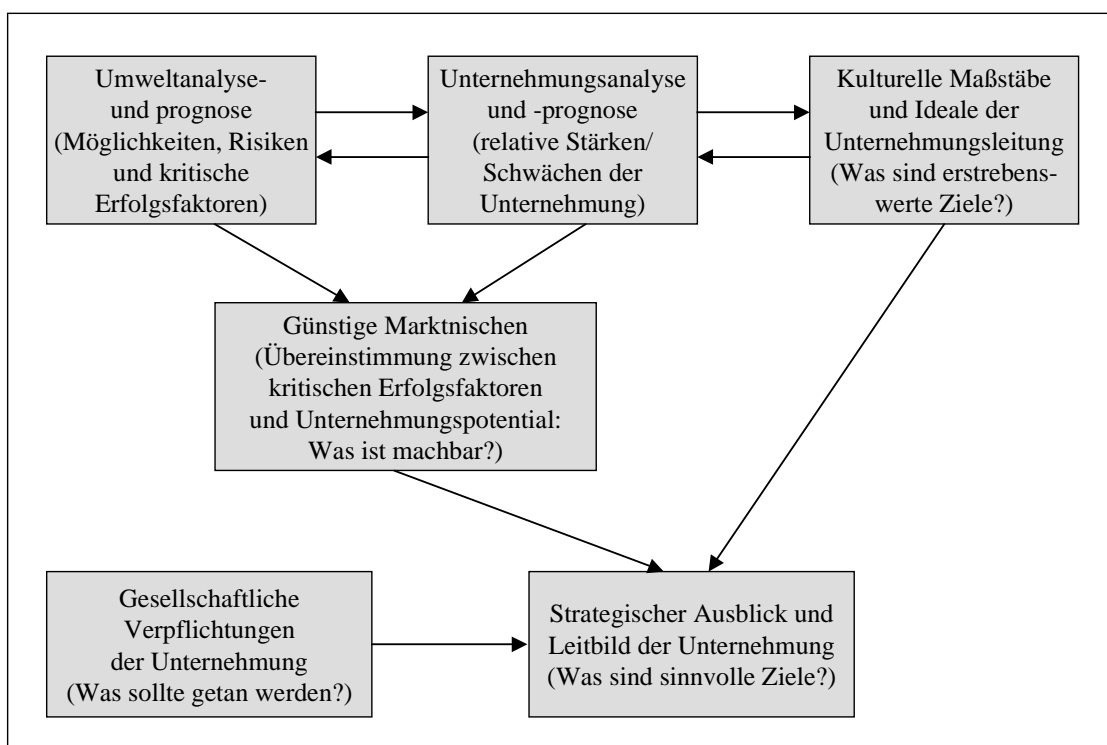 Umweltanalyse-
und prognose
(Möglichkeiten, Risiken
und kritische
Erfolgsfaktoren)
Unternehmungsanalyse
und -prognose
(relative Stärken/
Schwächen der
Unternehmung)
Kulturelle Maßstäbe
und Ideale der
Unternehmungsleitung
(Was sind erstrebens-
werte Ziele?)
Günstige Marktnischen
(Übereinstimmung zwischen
kritischen Erfolgsfaktoren
und Unternehmungspotential:
Was ist machbar?)
Gesellschaftliche
Verpflichtungen
der Unternehmung
(Was sollte getan werden?)
Strategischer Ausblick und
Leitbild der Unternehmung
(Was sind sinnvolle Ziele?)